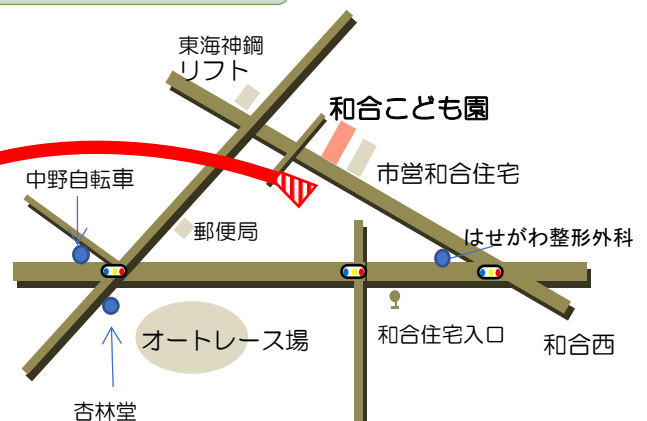 東海神鋼
リフト
和合こども園
中野自転車
市営和合住宅
郵便局
はせがわ整形外科
オートレース場
和合住宅入口
和合西
杏林堂